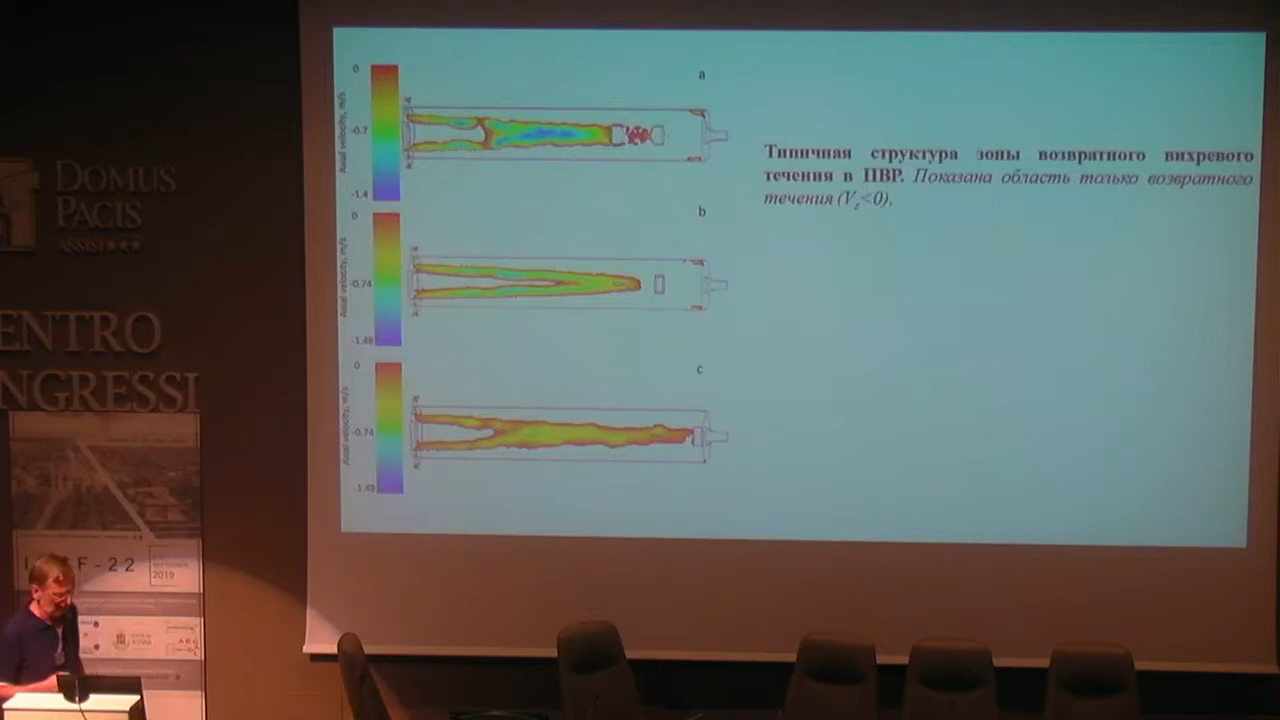 DOMUS
PACIS
ASSISI★★★
ENTRO
NGRESSI
F-22
2019
0
-0.7
-1.4
Axial velocity, m/s
a
0
-0.74
-1.48
Axial velocity, m/s
b
0
-0.74
-1.49
Axial velocity, m/s
c
Типичная структура зоны возвратного вихревого
течения в ПВР. Показана область только возвратного
течения (Vz<0).